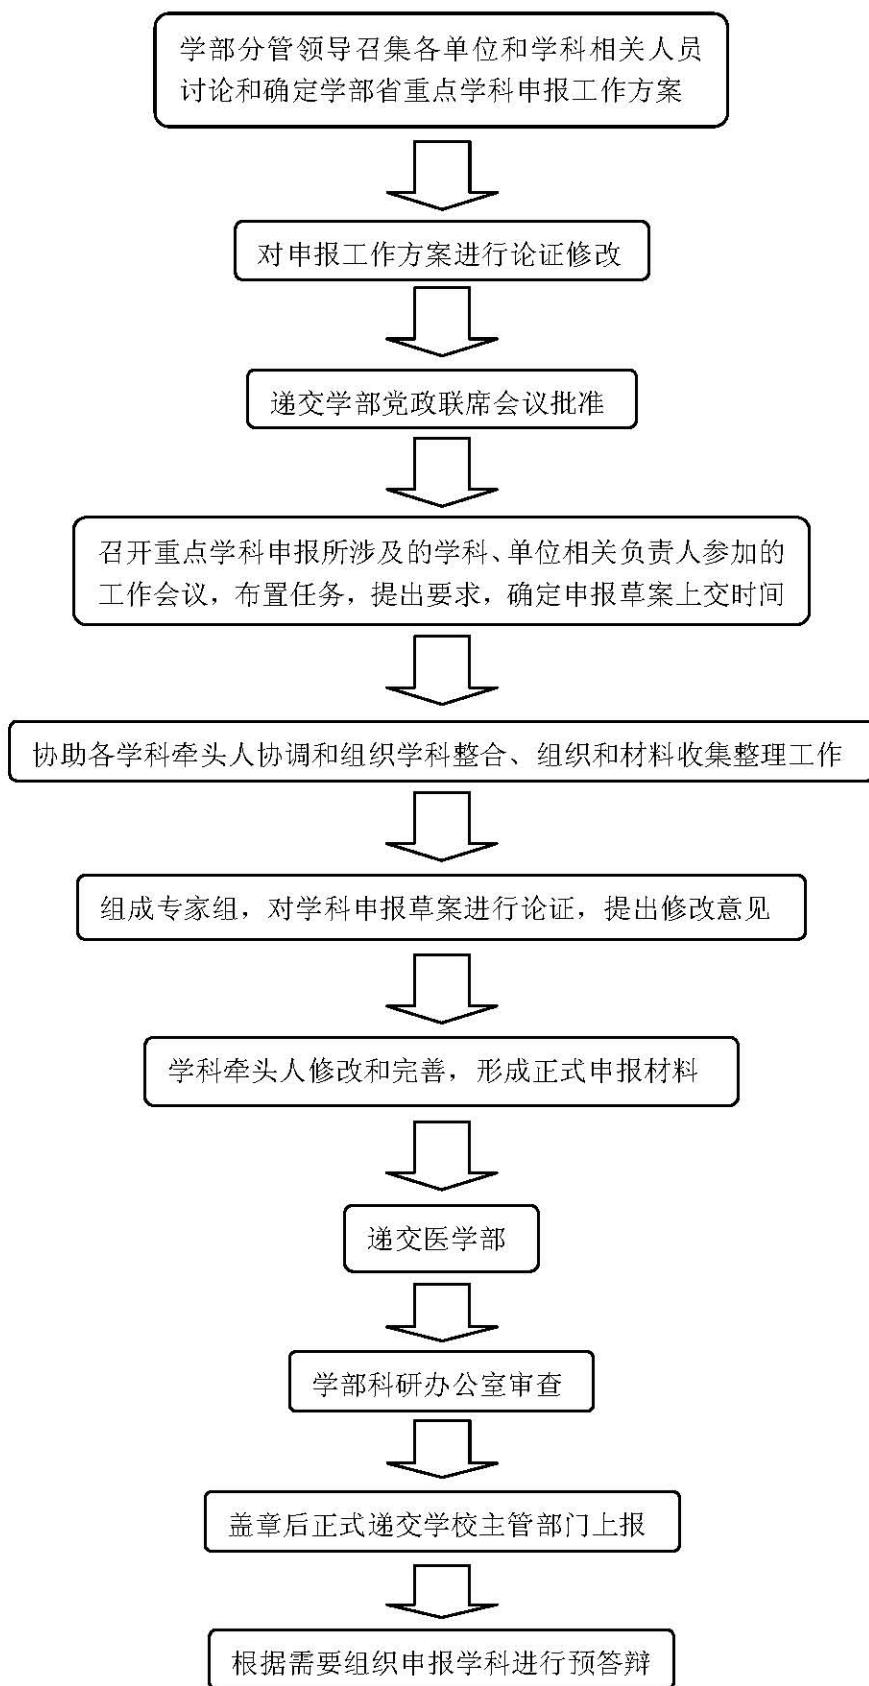 学部分管领导召集各单位和学科相关人员
讨论和确定学部省重点学科申报工作方案
对申报工作方案进行论证修改
递交学部党政联席会议批准
召开重点学科申报所涉及的学科、单位相关负责人参加的
工作会议，布置任务，提出要求，确定申报草案上交时间
协助各学科牵头人协调和组织学科整合、组织和材料收集整理工作
组成专家组，对学科申报草案进行论证，提出修改意见
学科牵头人修改和完善，形成正式申报材料
递交医学部
学部科研办公室审查
盖章后正式递交学校主管部门上报
根据需要组织申报学科进行预答辩